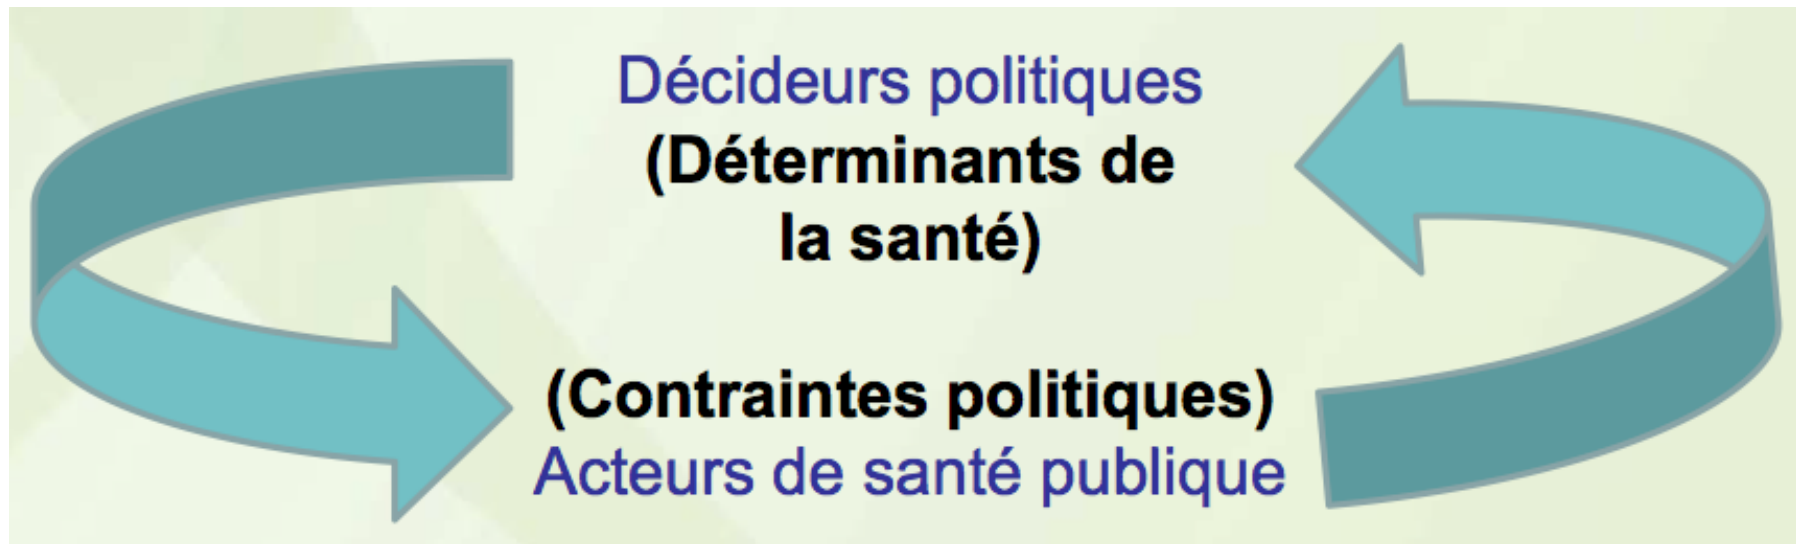 Décideurs politiques
(Déterminants de
la santé)
(Contraintes politiques)
Acteurs de santé publique